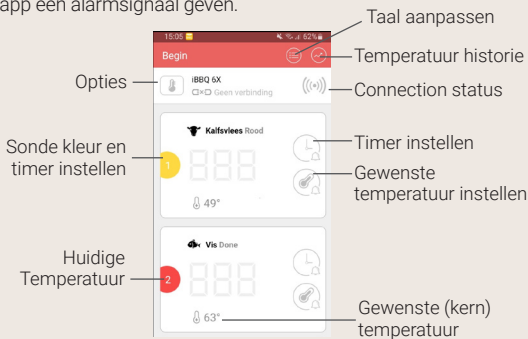 app een alarmsignaal geven.
Taal aanpassen
15:05 62%
Begin
Temperatuur historie
Opties
iBBQ 6X
Geen verbinding
Connection status
Kalfsvlees Rood
Timer instellen
Sonde kleur en
timer instellen
1
888
Gewenste
temperatuur instellen
49°
Vis Done
Huidige
Temperatuur
2
888
63°
Gewenste (kern)
temperatuur